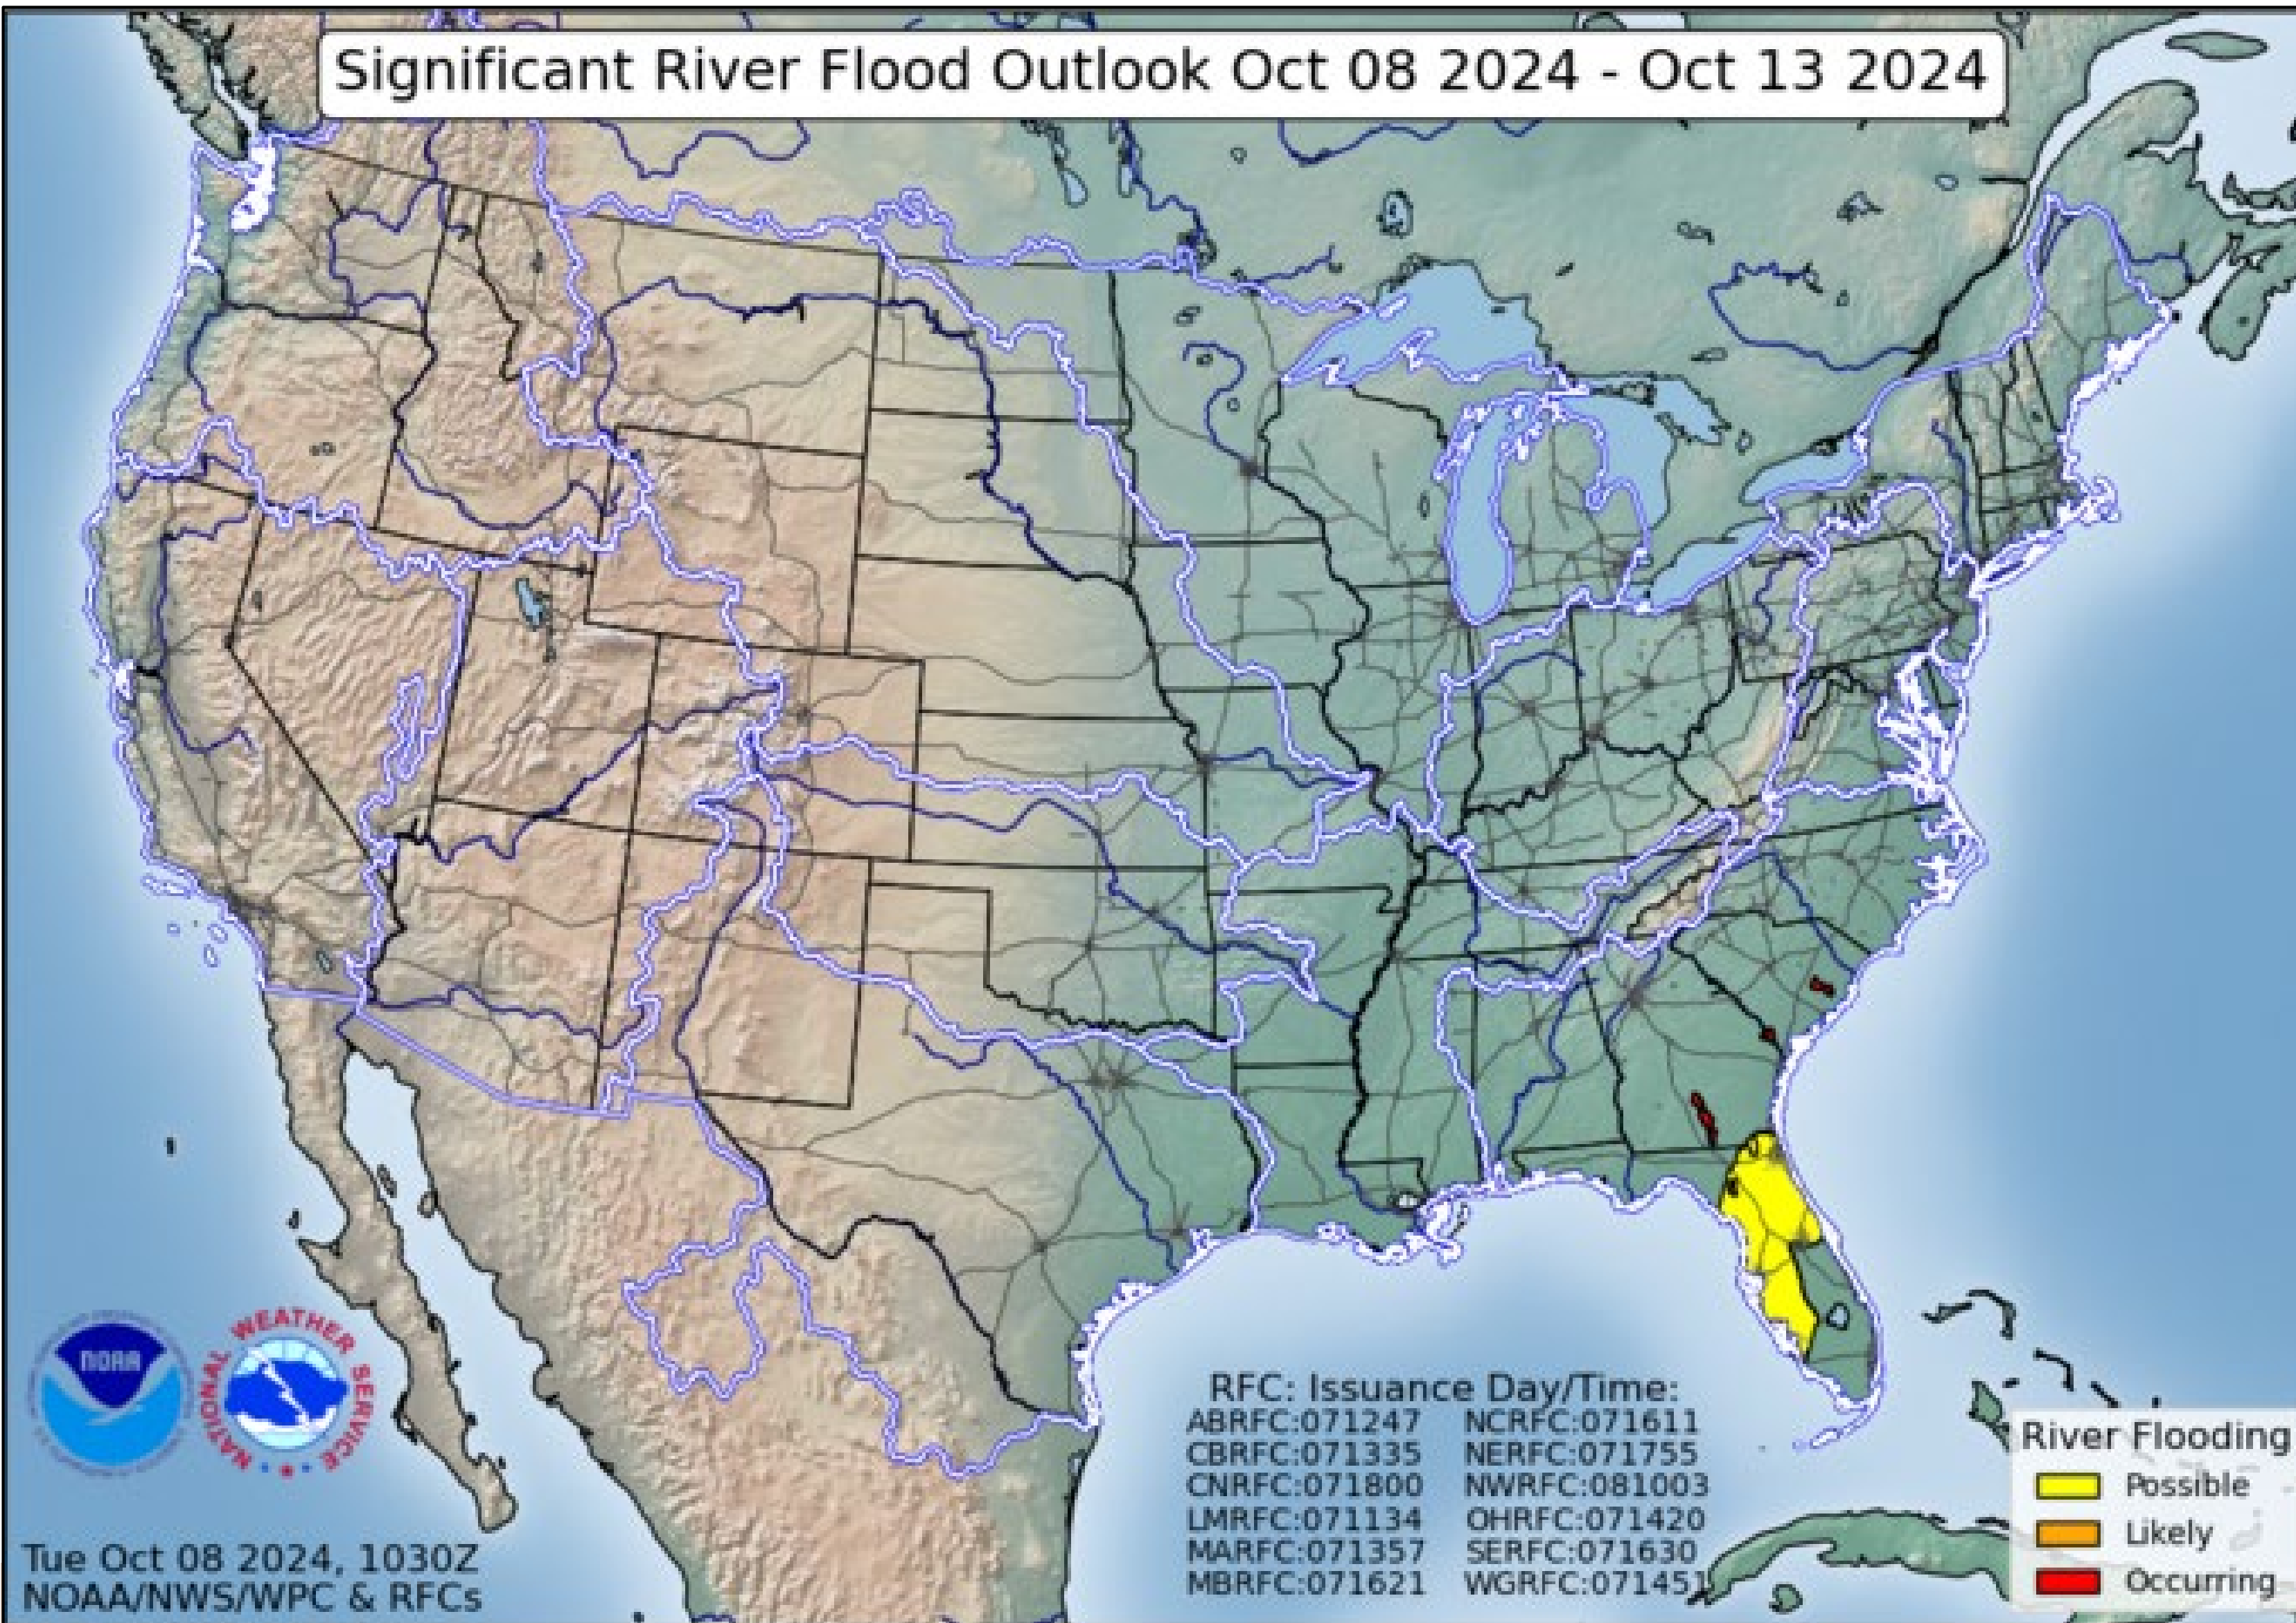 Significant River Flood Outlook Oct 08 2024 - Oct 13 2024
NOAA
NATIONAL WEATHER SERVICE
RFC: Issuance Day/Time:
ABRFC:071247 NCRFC:071611
CBRFC:071335 NERFC:071755
CNRFC:071800 NWRFC:081003
LMRFC:071134 OHRFC:071420
MARFC:071357 SERFC:071630
MBRFC:071621 WGRFC:071451
River Flooding
Possible
Likely
Occurring
Tue Oct 08 2024, 1030Z
NOAA/NWS/WPC & RFCs